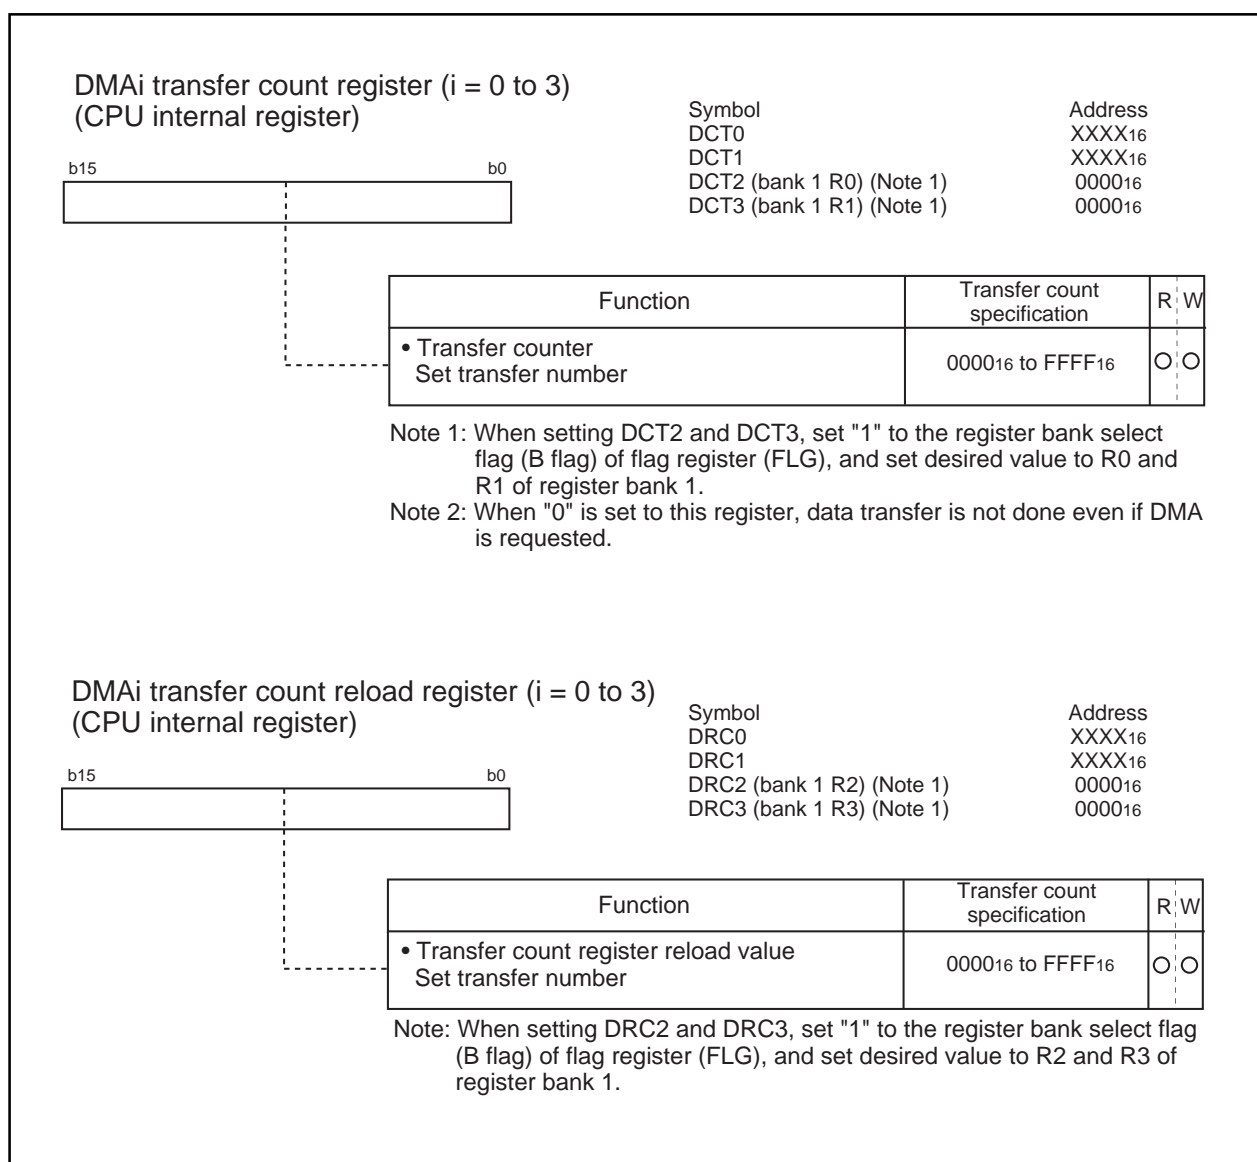 DMAi transfer count register (i = 0 to 3)
(CPU internal register)
Symbol Address
DCT0 XXXX16
DCT1 XXXX16
DCT2 (bank 1 R0) (Note 1) 000016
DCT3 (bank 1 R1) (Note 1) 000016
b15 b0
Function Transfer count specification R W
• Transfer counter
Set transfer number 000016 to FFFF16
Note 1: When setting DCT2 and DCT3, set "1" to the register bank select
flag (B flag) of flag register (FLG), and set desired value to R0 and
R1 of register bank 1.
Note 2: When "0" is set to this register, data transfer is not done even if DMA
is requested.
DMAi transfer count reload register (i = 0 to 3)
(CPU internal register)
Symbol Address
DRC0 XXXX16
DRC1 XXXX16
DRC2 (bank 1 R2) (Note 1) 000016
DRC3 (bank 1 R3) (Note 1) 000016
b15 b0
Function Transfer count specification R W
• Transfer count register reload value
Set transfer number 000016 to FFFF16
Note: When setting DRC2 and DRC3, set "1" to the register bank select flag
(B flag) of flag register (FLG), and set desired value to R2 and R3 of
register bank 1.